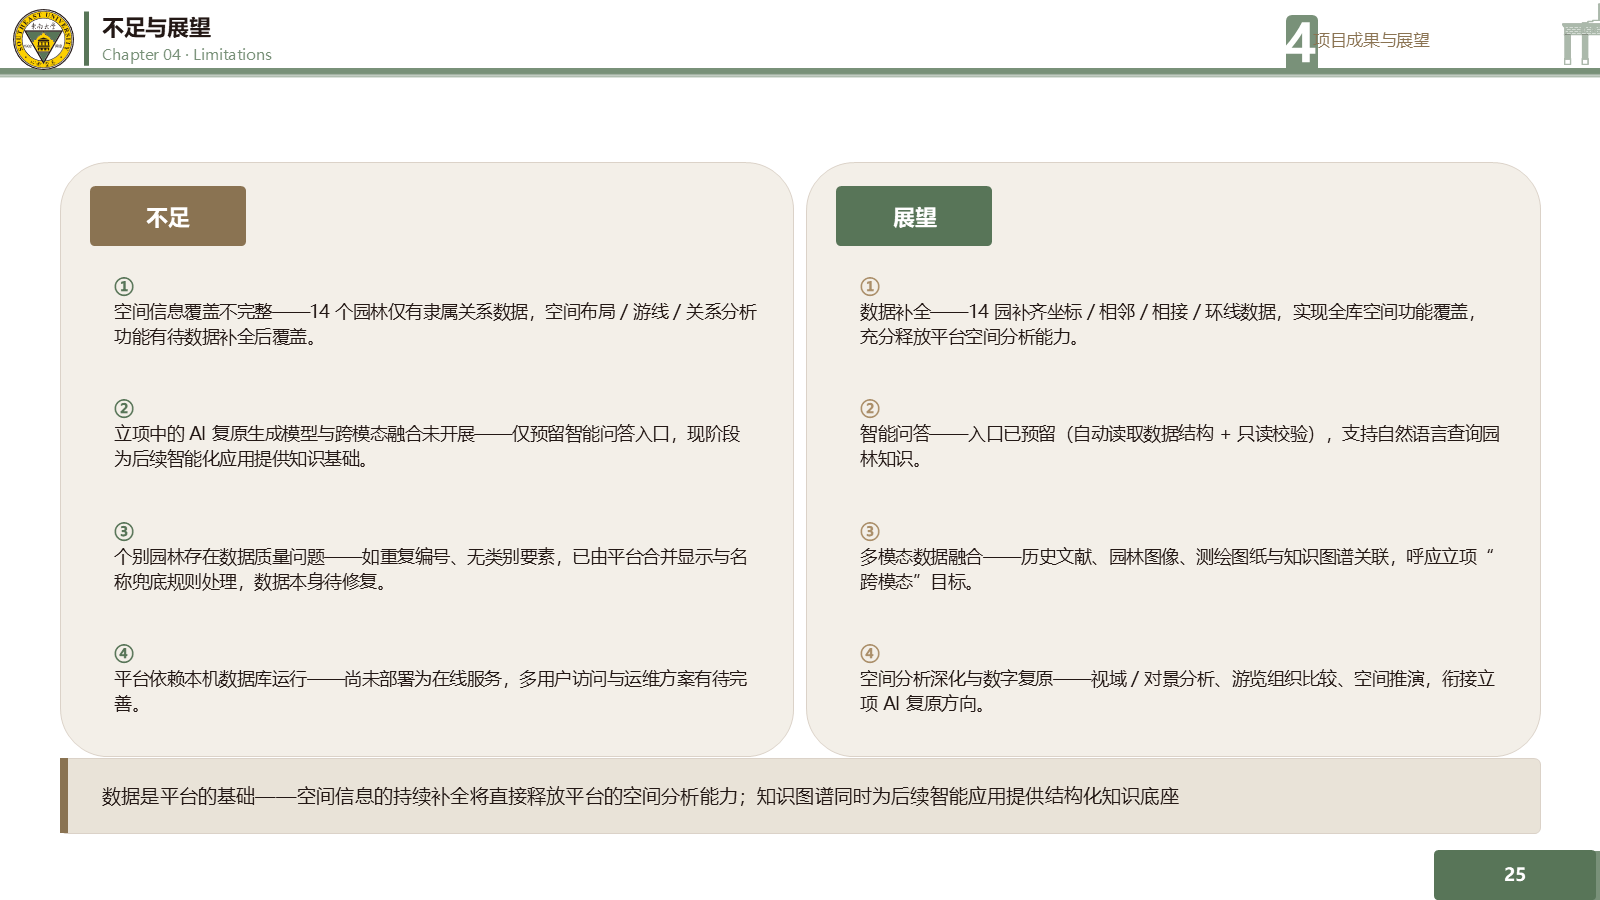 不足与展望
Chapter 04 · Limitations
4
项目成果与展望
SOUTHEAST UNIVERSITY
东南大学
不足
①
空间信息覆盖不完整——14 个园林仅有隶属关系数据，空间布局 / 游线 / 关系分析
功能有待数据补全后覆盖。
②
立项中的 AI 复原生成模型与跨模态融合未开展——仅预留智能问答入口，现阶段
为后续智能化应用提供知识基础。
③
个别园林存在数据质量问题——如重复编号、无类别要素，已由平台合并显示与名
称兜底规则处理，数据本身待修复。
④
平台依赖本机数据库运行——尚未部署为在线服务，多用户访问与运维方案有待完
善。
展望
①
数据补全——14 园补齐坐标 / 相邻 / 相接 / 环线数据，实现全库空间功能覆盖，
充分释放平台空间分析能力。
②
智能问答——入口已预留（自动读取数据结构 + 只读校验），支持自然语言查询园
林知识。
③
多模态数据融合——历史文献、园林图像、测绘图纸与知识图谱关联，呼应立项“
跨模态”目标。
④
空间分析深化与数字复原——视域 / 对景分析、游览组织比较、空间推演，衔接立
项 AI 复原方向。
数据是平台的基础——空间信息的持续补全将直接释放平台的空间分析能力；知识图谱同时为后续智能应用提供结构化知识底座
25